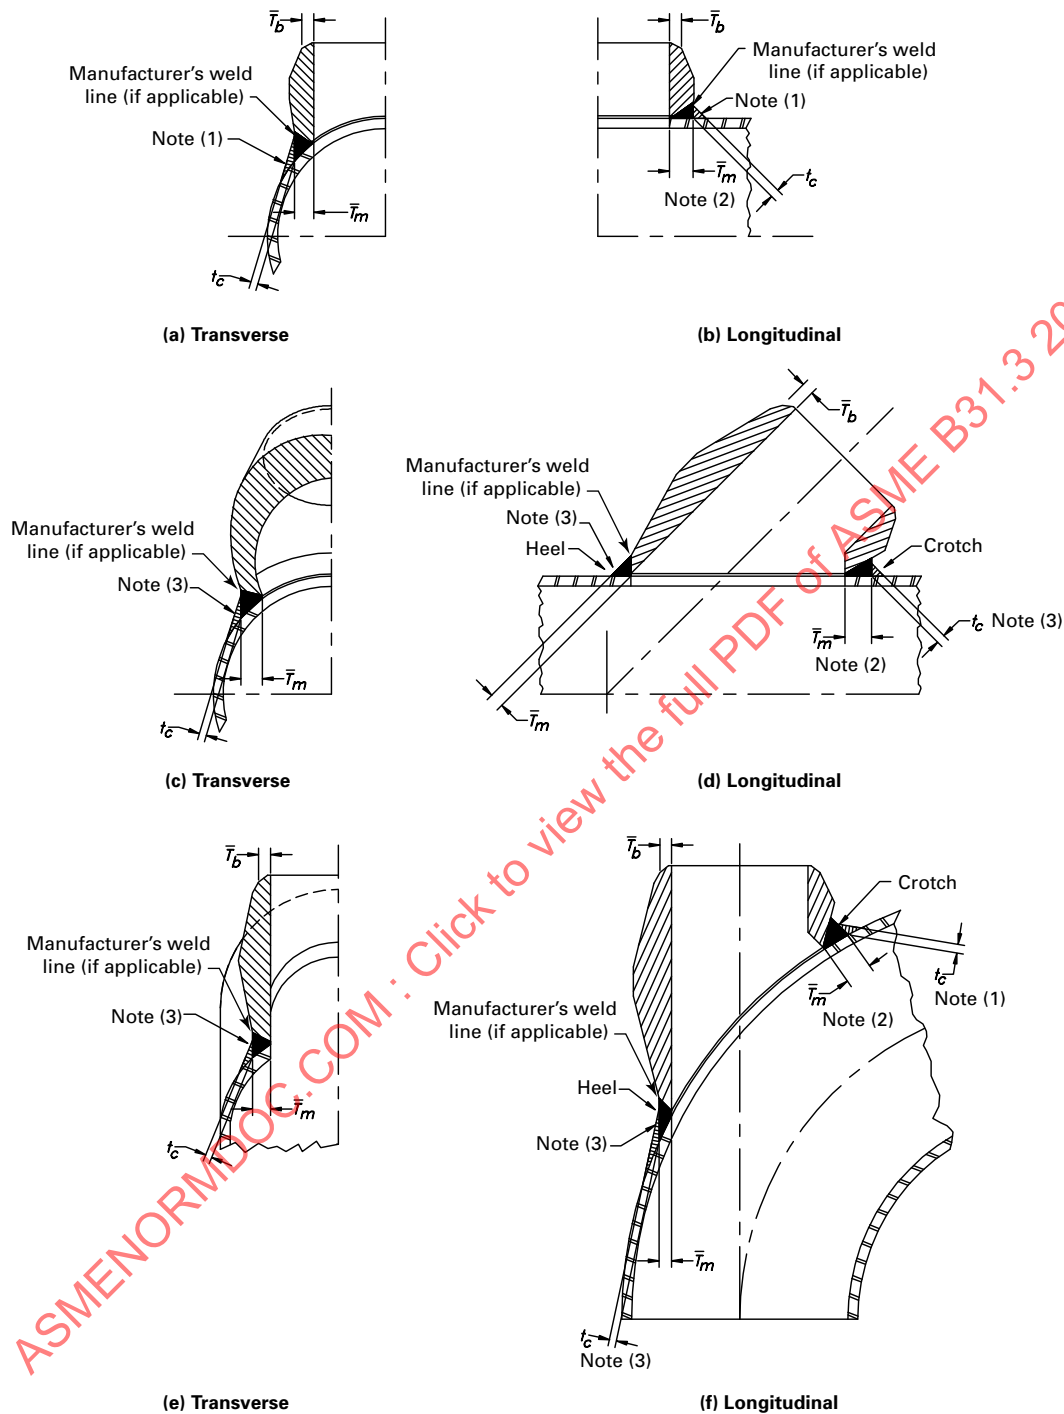 T̅b
Manufacturer's weld
line (if applicable)
Note (1)
T̅m
tc
(a) Transverse
T̅b
Manufacturer's weld
line (if applicable)
Note (1)
T̅m
Note (2)
tc
(b) Longitudinal
Manufacturer's weld
line (if applicable)
Note (3)
T̅m
tc
(c) Transverse
T̅b
Manufacturer's weld
line (if applicable)
Note (3)
Heel
Crotch
T̅m
Note (2)
tc Note (3)
T̅m
(d) Longitudinal
T̅b
Manufacturer's weld
line (if applicable)
Note (3)
T̅m
tc
(e) Transverse
T̅b
Crotch
tc
Note (1)
T̅m
Note (2)
Manufacturer's weld
line (if applicable)
Heel
Note (3)
T̅m
tc
Note (3)
(f) Longitudinal
ASMENORMDOC.COM : Click to view the full PDF of ASME B31.3 20